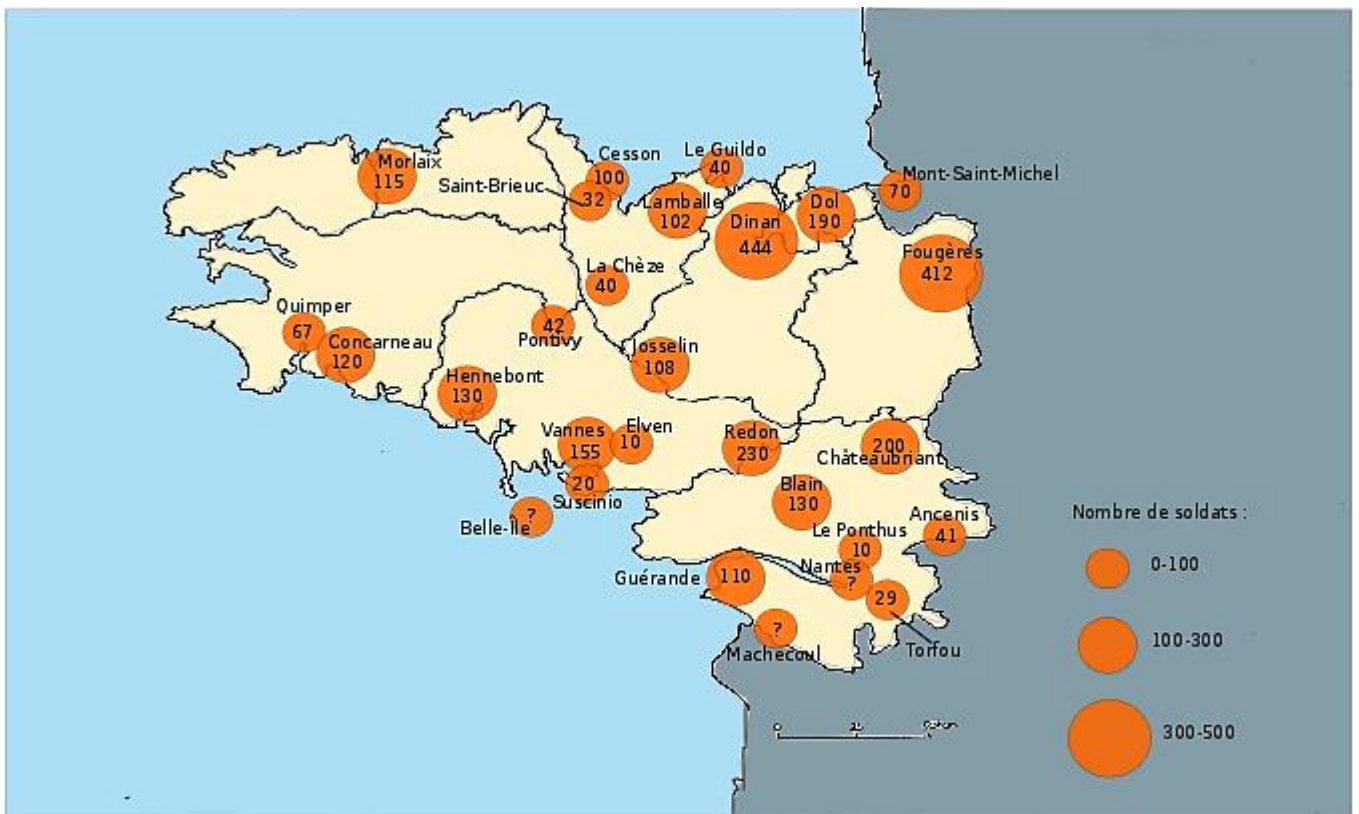 Morlaix
115
Saint-Brieuc
32
Cesson
100
Le Guildo
40
Lamballe
102
Dinan
444
Dol
190
Mont-Saint-Michel
70
Fougères
412
La Chèze
40
Quimper
67
Concarneau
120
42
Pontivy
Josselin
108
Hennebont
130
Vannes
155
Elven
10
20
Suscinio
?
Belle-Île
Redon
230
200
Châteaubriant
Blain
130
Le Ponthus
10
Ancenis
41
Nantes
?
Guérande
110
29
Torfou
?
Machecoul
0
Nombre de soldats :
0-100
100-300
300-500